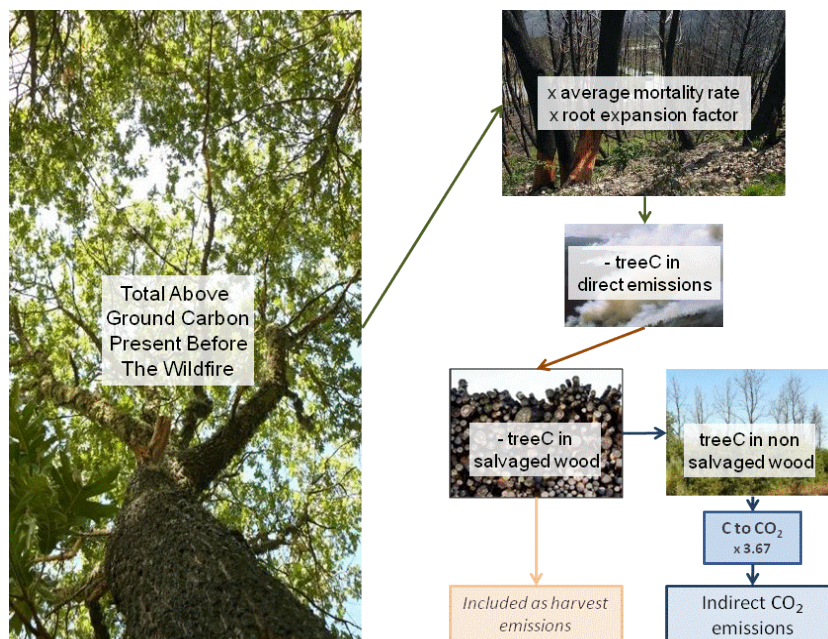 Total Above
Ground Carbon
Present Before
The Wildfire
x average mortality rate
x root expansion factor
- treeC in
direct emissions
- treeC in
salvaged wood
treeC in non
salvaged wood
C to CO₂
x 3.67
Included as harvest
emissions
Indirect CO₂
emissions